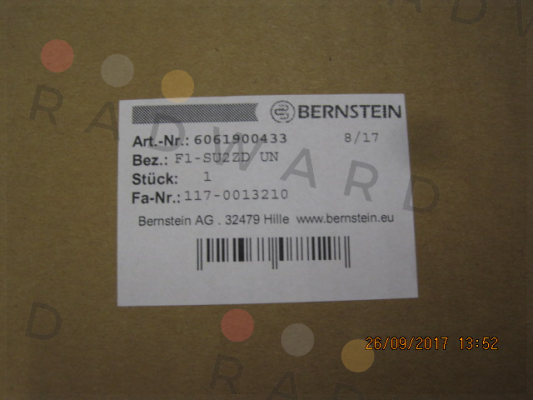 BERNSTEIN
Art.-Nr.: 6061900433 8/17
Bez.: F1-SU2ZD UN
Stück: 1
Fa-Nr.: 117-0013210
Bernstein AG . 32479 Hille www.bernstein.eu
RADWARD
26/09/2017 13:52